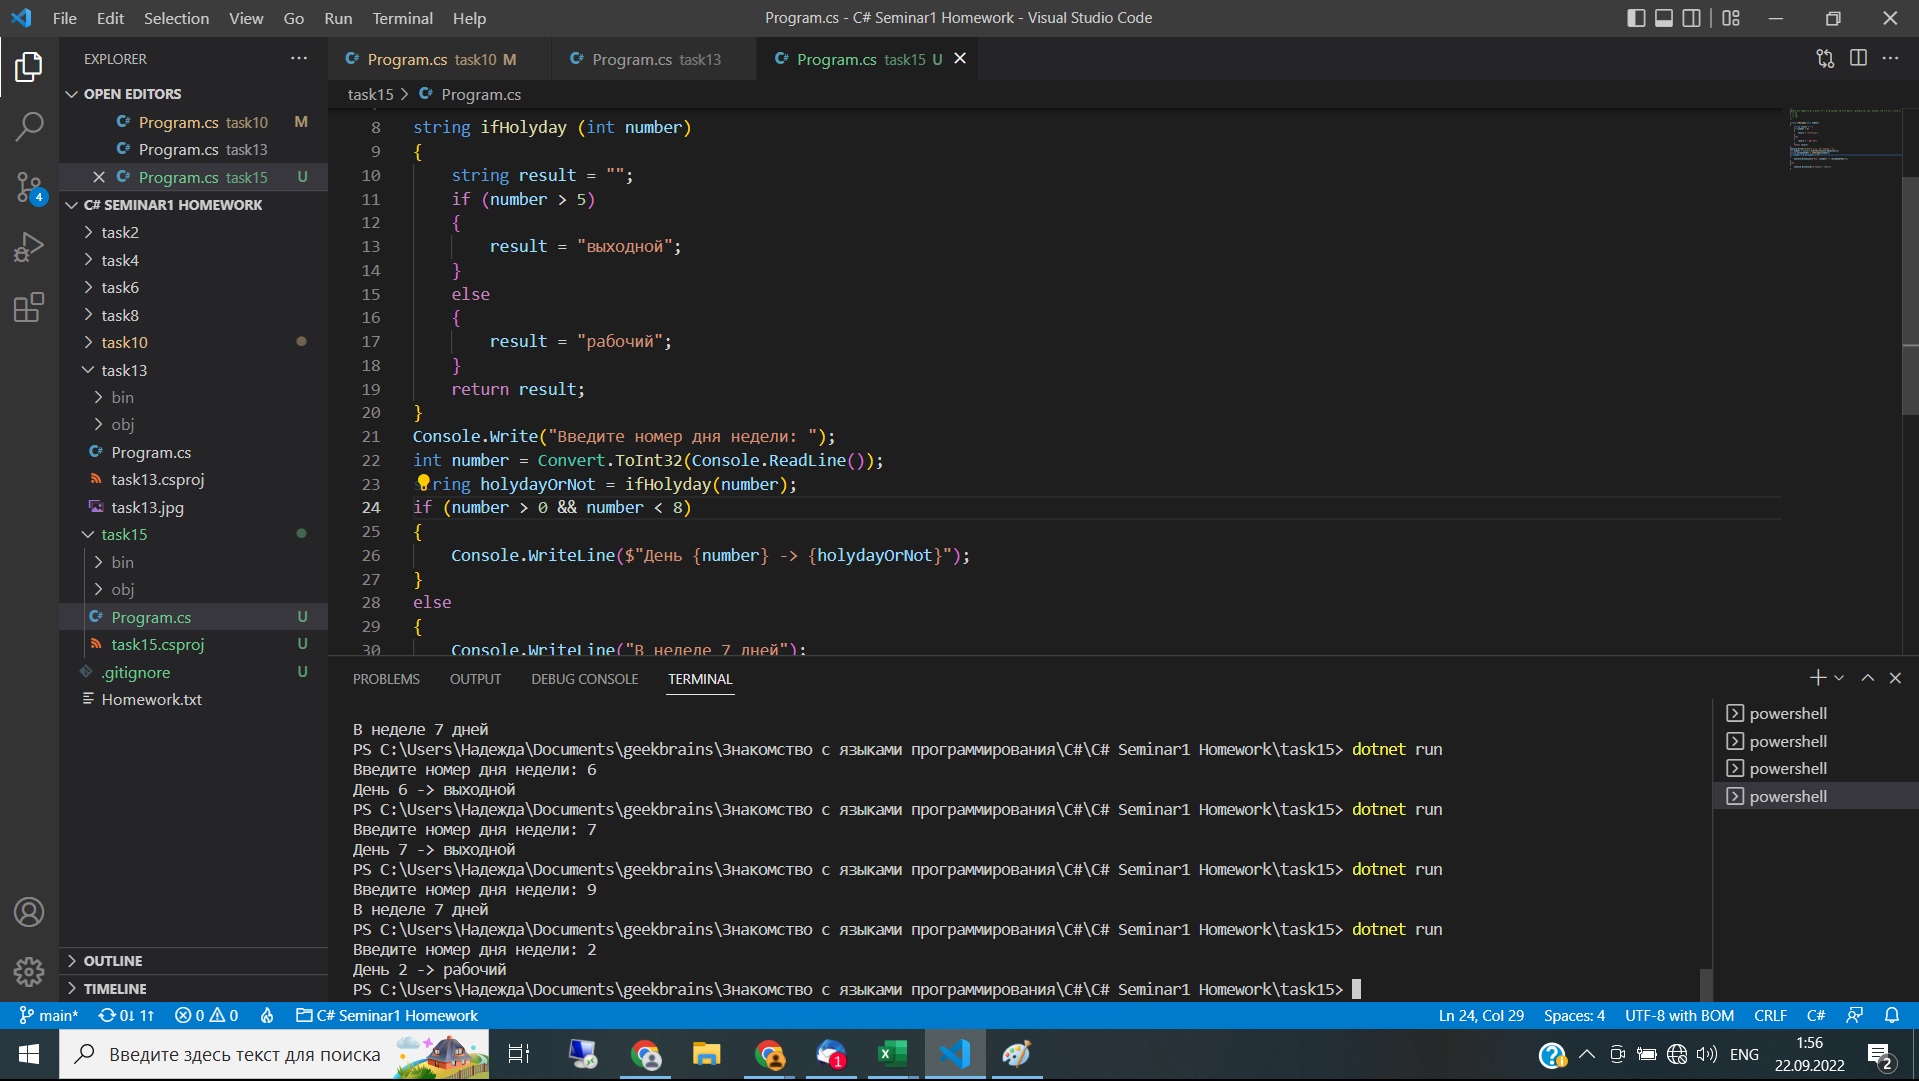 File Edit Selection View Go Run Terminal Help
Program.cs - C# Seminar1 Homework - Visual Studio Code
EXPLORER
OPEN EDITORS
Program.cs task10 M
Program.cs task13
Program.cs task15 U
C# SEMINAR1 HOMEWORK
task2
task4
task6
task8
task10
task13
bin
obj
Program.cs
task13.csproj
task13.jpg
task15
bin
obj
Program.cs U
task15.csproj U
.gitignore U
Homework.txt
OUTLINE
TIMELINE
Program.cs task10 M
Program.cs task13
Program.cs task15 U
task15 > Program.cs
8 string ifHolyday (int number)
9 {
10 string result = "";
11 if (number > 5)
12 {
13 result = "выходной";
14 }
15 else
16 {
17 result = "рабочий";
18 }
19 return result;
20 }
21 Console.Write("Введите номер дня недели: ");
22 int number = Convert.ToInt32(Console.ReadLine());
23 string holydayOrNot = ifHolyday(number);
24 if (number > 0 && number < 8)
25 {
26 Console.WriteLine($"День {number} -> {holydayOrNot}");
27 }
28 else
29 {
30 Console.WriteLine("В неделе 7 дней");
PROBLEMS OUTPUT DEBUG CONSOLE TERMINAL
В неделе 7 дней
PS C:\Users\Надежда\Documents\geekbrains\Знакомство с языками программирования\C#\C# Seminar1 Homework\task15> dotnet run
Введите номер дня недели: 6
День 6 -> выходной
PS C:\Users\Надежда\Documents\geekbrains\Знакомство с языками программирования\C#\C# Seminar1 Homework\task15> dotnet run
Введите номер дня недели: 7
День 7 -> выходной
PS C:\Users\Надежда\Documents\geekbrains\Знакомство с языками программирования\C#\C# Seminar1 Homework\task15> dotnet run
Введите номер дня недели: 9
В неделе 7 дней
PS C:\Users\Надежда\Documents\geekbrains\Знакомство с языками программирования\C#\C# Seminar1 Homework\task15> dotnet run
Введите номер дня недели: 2
День 2 -> рабочий
PS C:\Users\Надежда\Documents\geekbrains\Знакомство с языками программирования\C#\C# Seminar1 Homework\task15>
powershell
powershell
powershell
powershell
4
main* 0↓ 1↑ 0 0 C# Seminar1 Homework
Ln 24, Col 29 Spaces: 4 UTF-8 with BOM CRLF C#
Введите здесь текст для поиска
1
ENG
1:56
22.09.2022
2